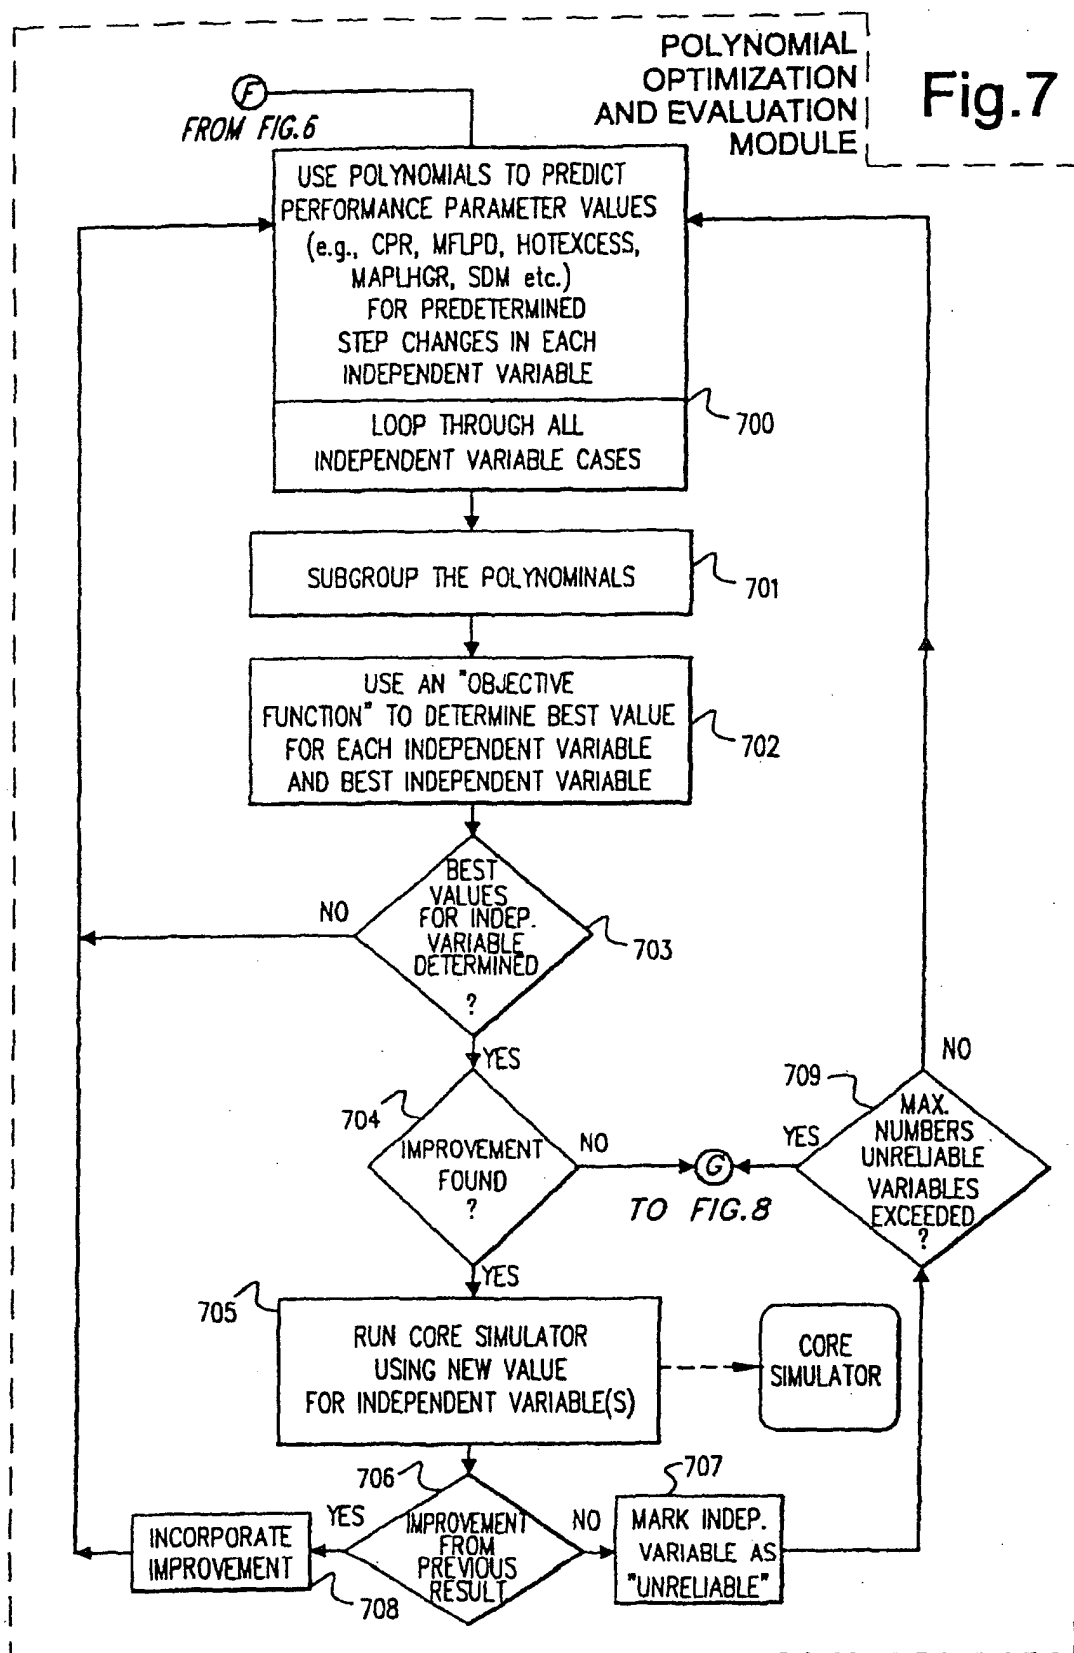 POLYNOMIAL
OPTIMIZATION
AND EVALUATION
MODULE
Fig.7
F
FROM FIG.6
USE POLYNOMIALS TO PREDICT
PERFORMANCE PARAMETER VALUES
(e.g., CPR, MFLPD, HOTEXCESS,
MAPLHGR, SDM etc.)
FOR PREDETERMINED
STEP CHANGES IN EACH
INDEPENDENT VARIABLE
700
LOOP THROUGH ALL
INDEPENDENT VARIABLE CASES
SUBGROUP THE POLYNOMINALS
701
USE AN "OBJECTIVE
FUNCTION" TO DETERMINE BEST VALUE
FOR EACH INDEPENDENT VARIABLE
AND BEST INDEPENDENT VARIABLE
702
BEST
VALUES
FOR INDEP.
VARIABLE
DETERMINED
?
NO
703
YES
704
IMPROVEMENT
FOUND
?
NO
G
TO FIG.8
YES
709
MAX.
NUMBERS
UNRELIABLE
VARIABLES
EXCEEDED
?
NO
YES
705
RUN CORE SIMULATOR
USING NEW VALUE
FOR INDEPENDENT VARIABLE(S)
CORE
SIMULATOR
706
IMPROVEMENT
FROM
PREVIOUS
RESULT
YES
NO
707
MARK INDEP.
VARIABLE AS
"UNRELIABLE"
INCORPORATE
IMPROVEMENT
708